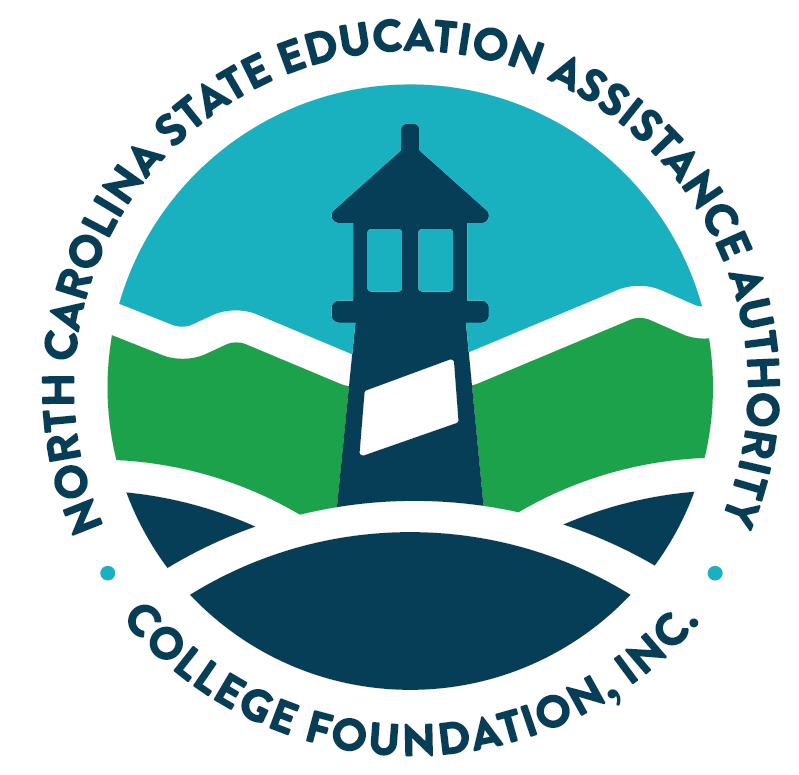 NORTH CAROLINA STATE EDUCATION ASSISTANCE AUTHORITY
COLLEGE FOUNDATION, INC.